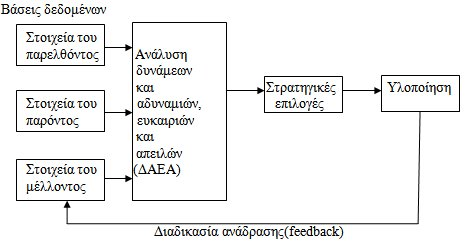 Βάσεις δεδομένων
Στοιχεία του
παρελθόντος
Στοιχεία του
παρόντος
Στοιχεία του
μέλλοντος
Ανάλυση
δυνάμεων
και
αδυναμιών,
ευκαιριών
και
απειλών
(ΔΑΕΑ)
Στρατηγικές
επιλογές
Υλοποίηση
Διαδικασία ανάδρασης(feedback)